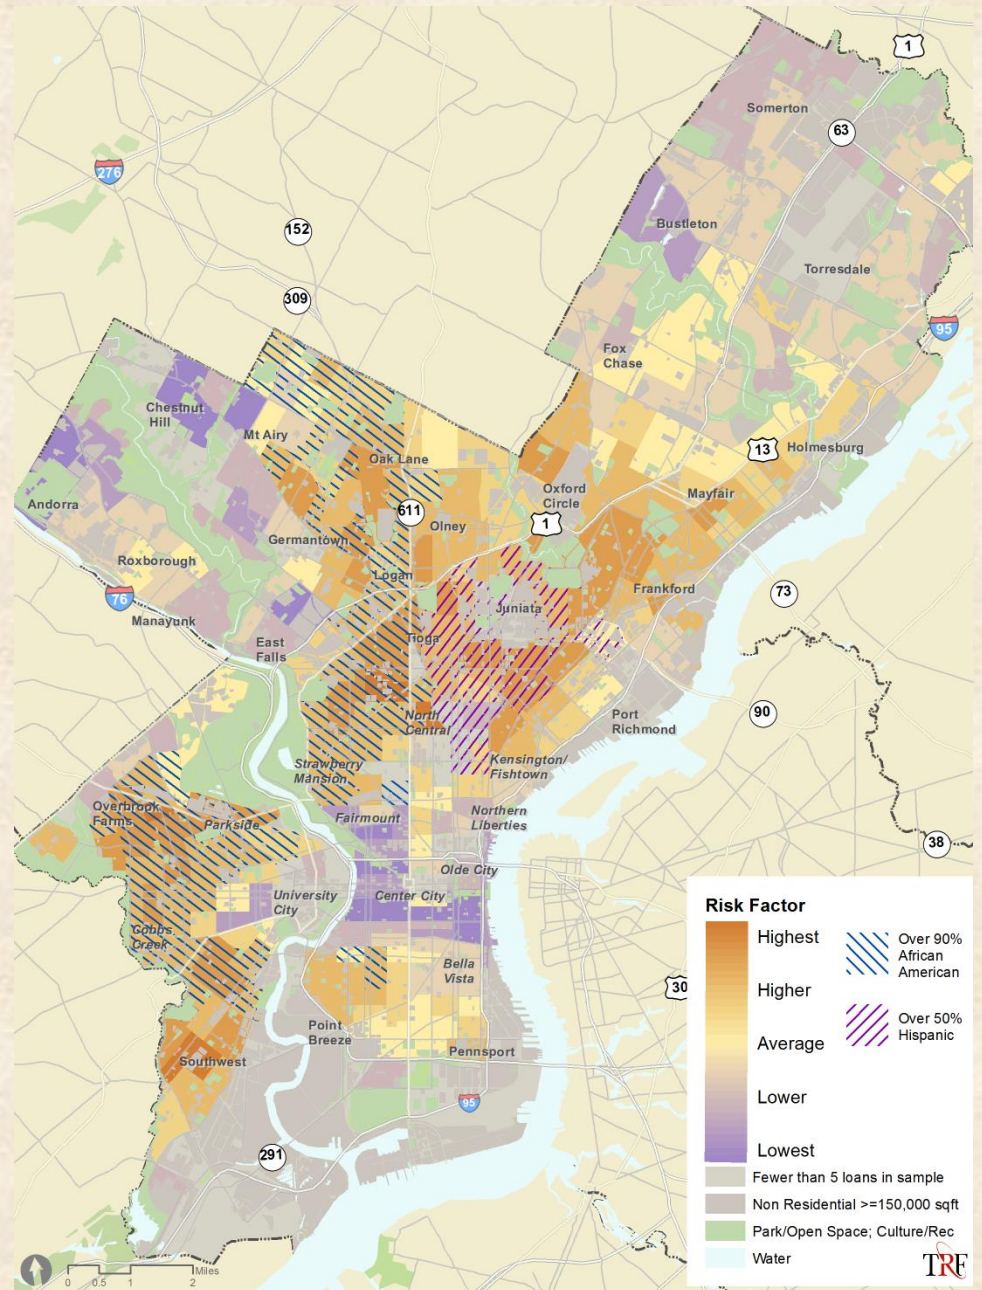 1
Somerton
63
276
Bustleton
152
Torresdale
309
95
Fox
Chase
Chestnut
Hill
Mt Airy
13
Holmesburg
Oak Lane
Andorra
Oxford
Circle
Mayfair
611
Olney
1
Germantown
Roxborough
Logan
76
Frankford
73
Manayunk
Juniata
East
Falls
Tioga
90
North
Central
Port
Richmond
Strawberry
Mansion
Kensington/
Fishtown
Overbrook
Farms
Parkside
Fairmount
Northern
Liberties
38
Olde City
University
City
Center City
Cobbs
Creek
Bella
Vista
30
Point
Breeze
Pennsport
Southwest
95
291
Risk Factor
Highest
Higher
Average
Lower
Lowest
Over 90%
African
American
Over 50%
Hispanic
Fewer than 5 loans in sample
Non Residential >=150,000 sqft
Park/Open Space; Culture/Rec
Water
Miles
0 0.5 1 2
TRF